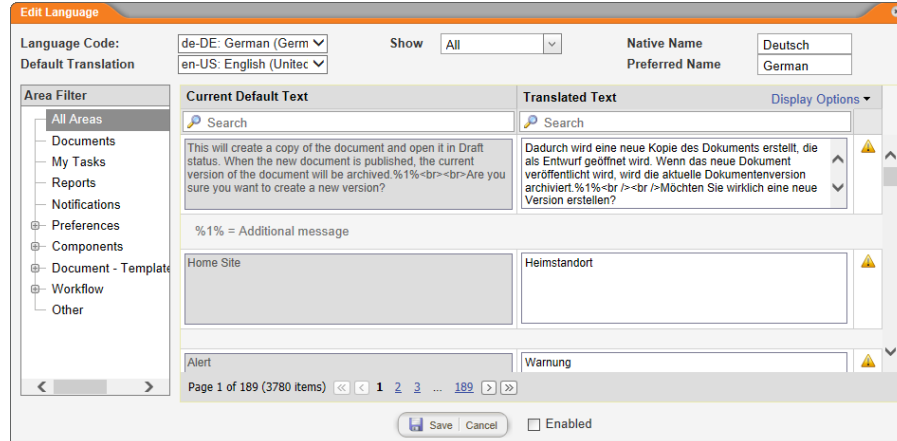 Edit Language
Language Code:
de-DE: German (Germ
Show
All
Native Name
Deutsch
Default Translation
en-US: English (Unitec
Preferred Name
German
Area Filter
All Areas
Documents
My Tasks
Reports
Notifications
Preferences
Components
Document - Template
Workflow
Other
Current Default Text
Translated Text
Display Options
Search
Search
This will create a copy of the document and open it in Draft
status. When the new document is published, the current
version of the document will be archived.%1%<br><br>Are you
sure you want to create a new version?
Dadurch wird eine neue Kopie des Dokuments erstellt, die
als Entwurf geöffnet wird. Wenn das neue Dokument
veröffentlicht wird, wird die aktuelle Dokumentenversion
archiviert.%1%<br /><br />Möchten Sie wirklich eine neue
Version erstellen?
%1% = Additional message
Home Site
Heimstandort
Alert
Warnung
Page 1 of 189 (3780 items) 1 2 3 ... 189
Save Cancel
Enabled